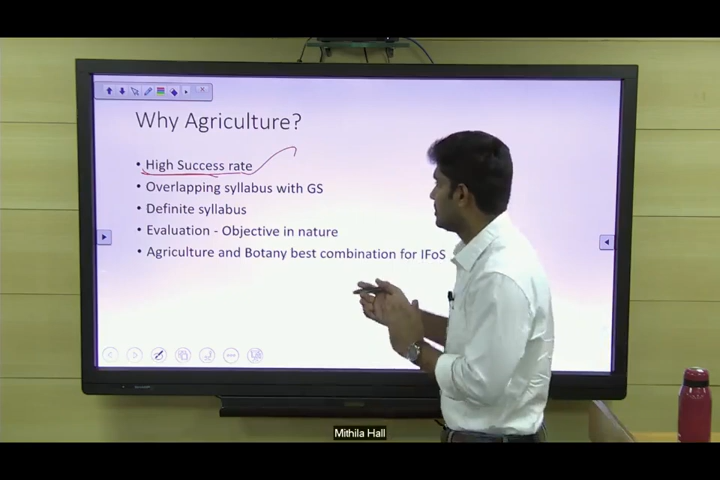 Why Agriculture?
• High Success rate
• Overlapping syllabus with GS
• Definite syllabus
• Evaluation - Objective in nature
• Agriculture and Botany best combination for IFoS
Mithila Hall